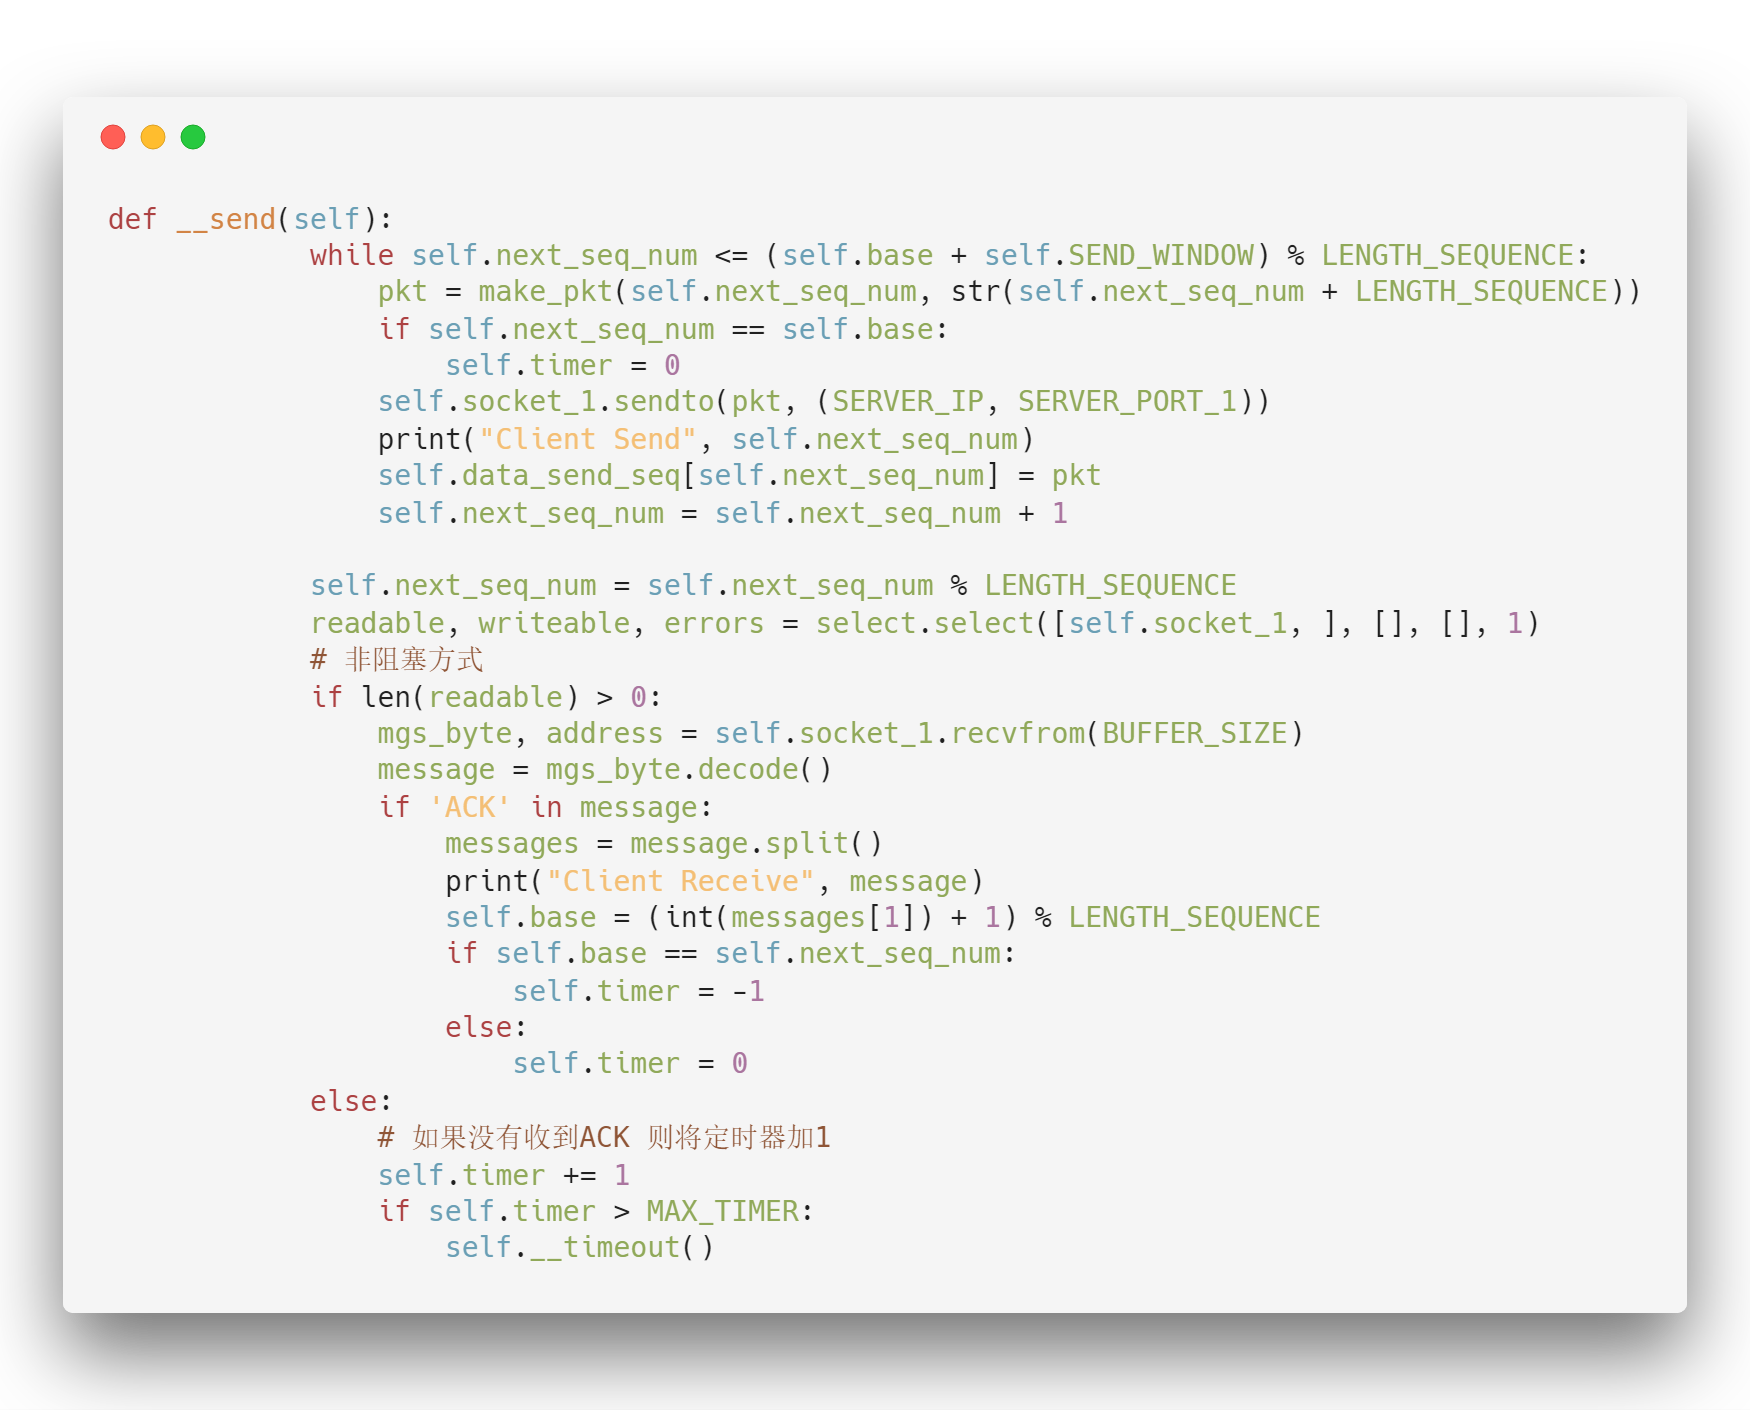 def __send(self):
            while self.next_seq_num <= (self.base + self.SEND_WINDOW) % LENGTH_SEQUENCE:
                pkt = make_pkt(self.next_seq_num, str(self.next_seq_num + LENGTH_SEQUENCE))
                if self.next_seq_num == self.base:
                    self.timer = 0
                self.socket_1.sendto(pkt, (SERVER_IP, SERVER_PORT_1))
                print("Client Send", self.next_seq_num)
                self.data_send_seq[self.next_seq_num] = pkt
                self.next_seq_num = self.next_seq_num + 1

            self.next_seq_num = self.next_seq_num % LENGTH_SEQUENCE
            readable, writeable, errors = select.select([self.socket_1, ], [], [], 1)
            # 非阻塞方式
            if len(readable) > 0:
                mgs_byte, address = self.socket_1.recvfrom(BUFFER_SIZE)
                message = mgs_byte.decode()
                if 'ACK' in message:
                    messages = message.split()
                    print("Client Receive", message)
                    self.base = (int(messages[1]) + 1) % LENGTH_SEQUENCE
                    if self.base == self.next_seq_num:
                        self.timer = -1
                    else:
                        self.timer = 0
            else:
                # 如果没有收到ACK 则将定时器加1
                self.timer += 1
                if self.timer > MAX_TIMER:
                    self.__timeout()